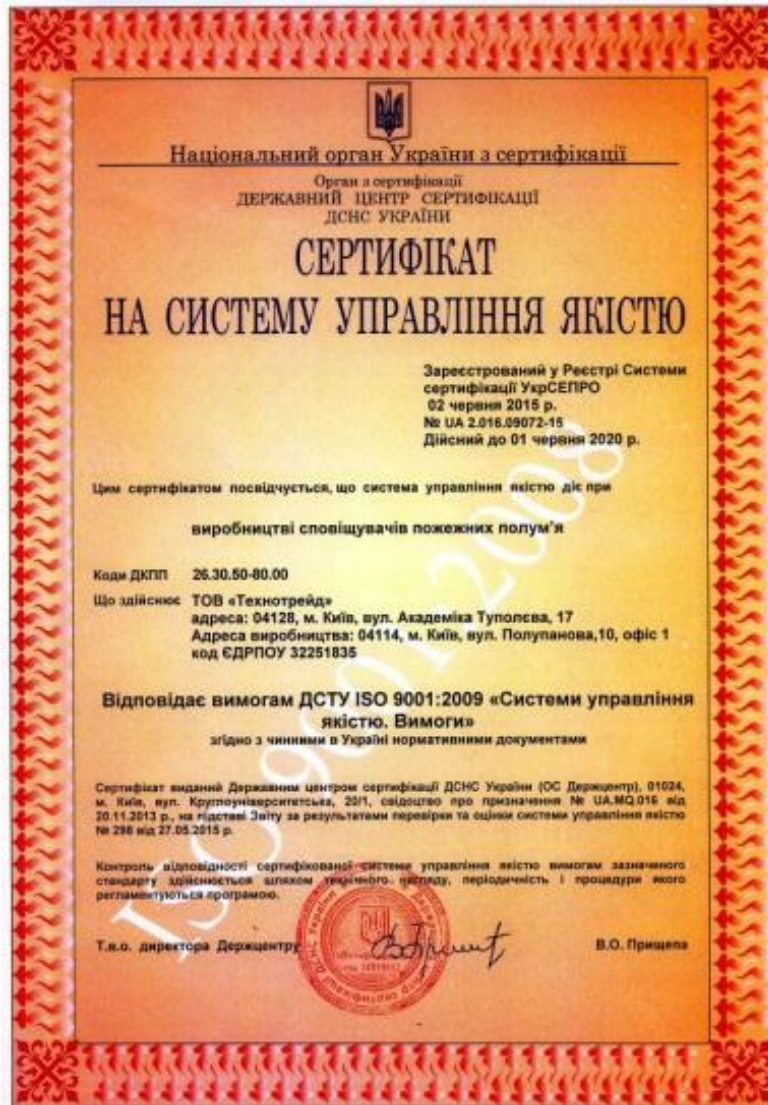 Національний орган України з сертифікації
Орган з сертифікації
ДЕРЖАВНИЙ ЦЕНТР СЕРТИФІКАЦІЇ
ДСНС УКРАЇНИ
СЕРТИФІКАТ
НА СИСТЕМУ УПРАВЛІННЯ ЯКІСТЮ
Зареєстрований у Реєстрі Системи
сертифікації УкрСЕПРО
02 червня 2015 р.
№ UA 2.016.09072-15
Дійсний до 01 червня 2020 р.
Цим сертифікатом посвідчується, що система управління якістю діє при
виробництві сповіщувачів пожежних полум’я
Коди ДКПП 26.30.50-80.00
Що здійснює ТОВ «Технотрейд»
адреса: 04128, м. Київ, вул. Академіка Туполєва, 17
Адреса виробництва: 04114, м. Київ, вул. Полупанова,10, офіс 1
код ЄДРПОУ 32251835
Відповідає вимогам ДСТУ ISO 9001:2009 «Системи управління
якістю. Вимоги»
згідно з чинними в Україні нормативними документами
Сертифікат виданий Державним центром сертифікації ДСНС України (ОС Держцентр), 01024,
м. Київ, вул. Круглоуніверситетська, 20/1, свідоцтво про призначення № UA.MQ.016 від
20.11.2013 р., на підставі Звіту за результатами перевірки та оцінки системи управління якістю
№ 298 від 27.05.2015 р.
Контроль відповідності сертифікованої системи управління якістю вимогам зазначеного
стандарту здійснюється шляхом технічного нагляду, періодичність і процедури якого
регламентуються програмою.
Т.в.о. директора Держцентру В.О. Прищепа
ISO 9001-2008